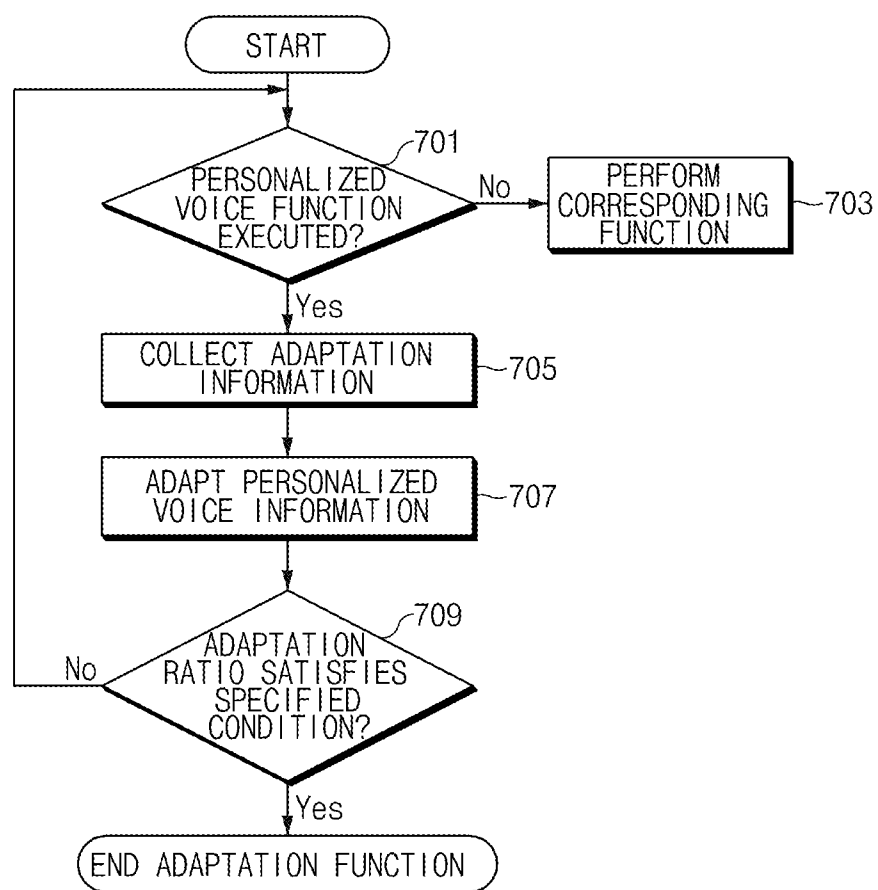 START
701
PERSONALIZED
VOICE FUNCTION
EXECUTED?
No
PERFORM
CORRESPONDING
FUNCTION
703
Yes
COLLECT ADAPTATION
INFORMATION
705
ADAPT PERSONALIZED
VOICE INFORMATION
707
709
ADAPTATION
RATIO SATISFIES
SPECIFIED
CONDITION?
No
Yes
END ADAPTATION FUNCTION